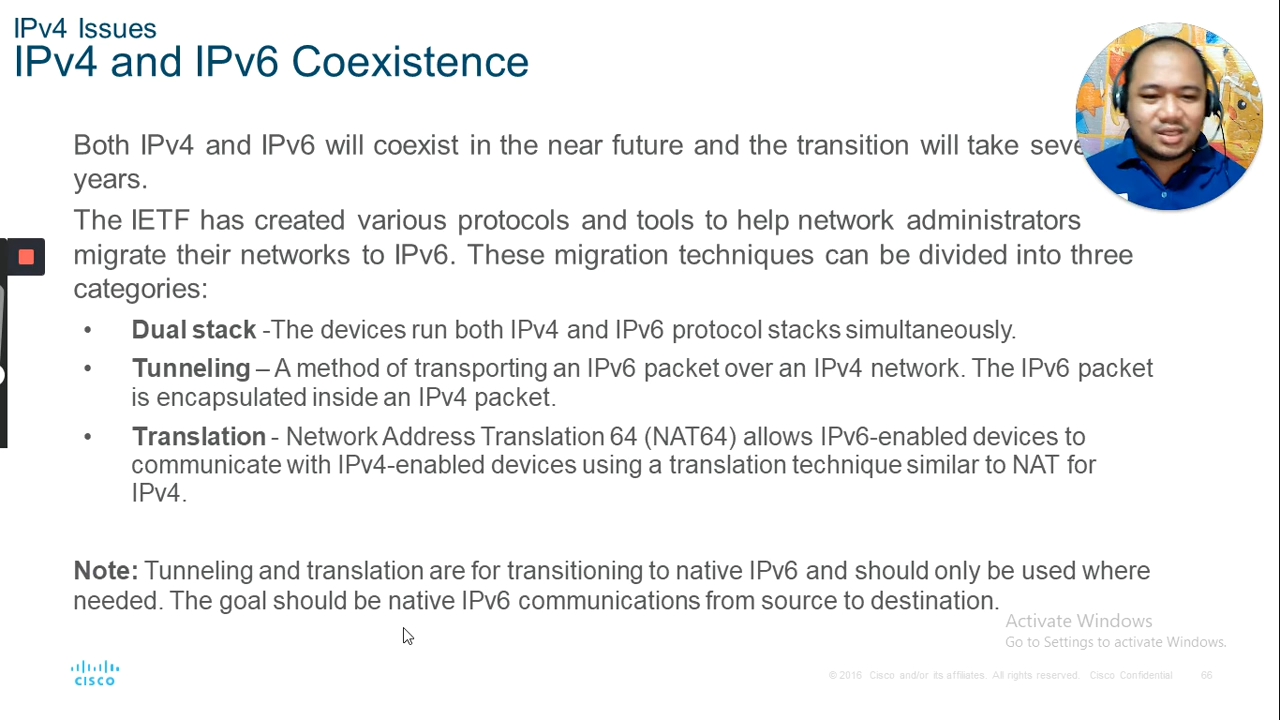 IPv4 Issues
IPv4 and IPv6 Coexistence
Both IPv4 and IPv6 will coexist in the near future and the transition will take
years.
The IETF has created various protocols and tools to help network administrators
migrate their networks to IPv6. These migration techniques can be divided into three
categories:
• Dual stack -The devices run both IPv4 and IPv6 protocol stacks simultaneously.
• Tunneling – A method of transporting an IPv6 packet over an IPv4 network. The IPv6 packet
is encapsulated inside an IPv4 packet.
• Translation - Network Address Translation 64 (NAT64) allows IPv6-enabled devices to
communicate with IPv4-enabled devices using a translation technique similar to NAT for
IPv4.
Note: Tunneling and translation are for transitioning to native IPv6 and should only be used where
needed. The goal should be native IPv6 communications from source to destination.
Activate Windows
Go to Settings to activate Windows.
CISCO
© 2016 Cisco and/or its affiliates. All rights reserved. Cisco Confidential 66